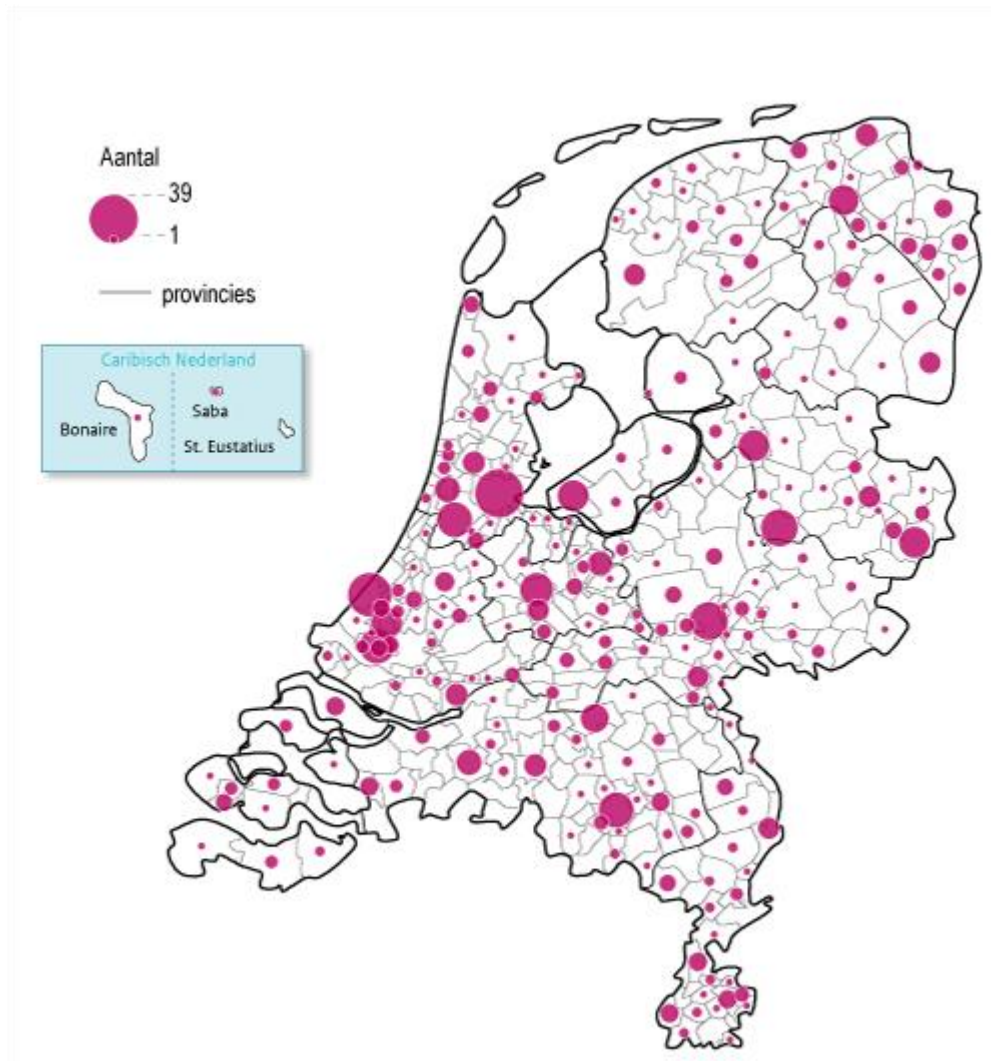 Aantal
39
1
provincies
Caribisch Nederland
Bonaire
Saba
St. Eustatius